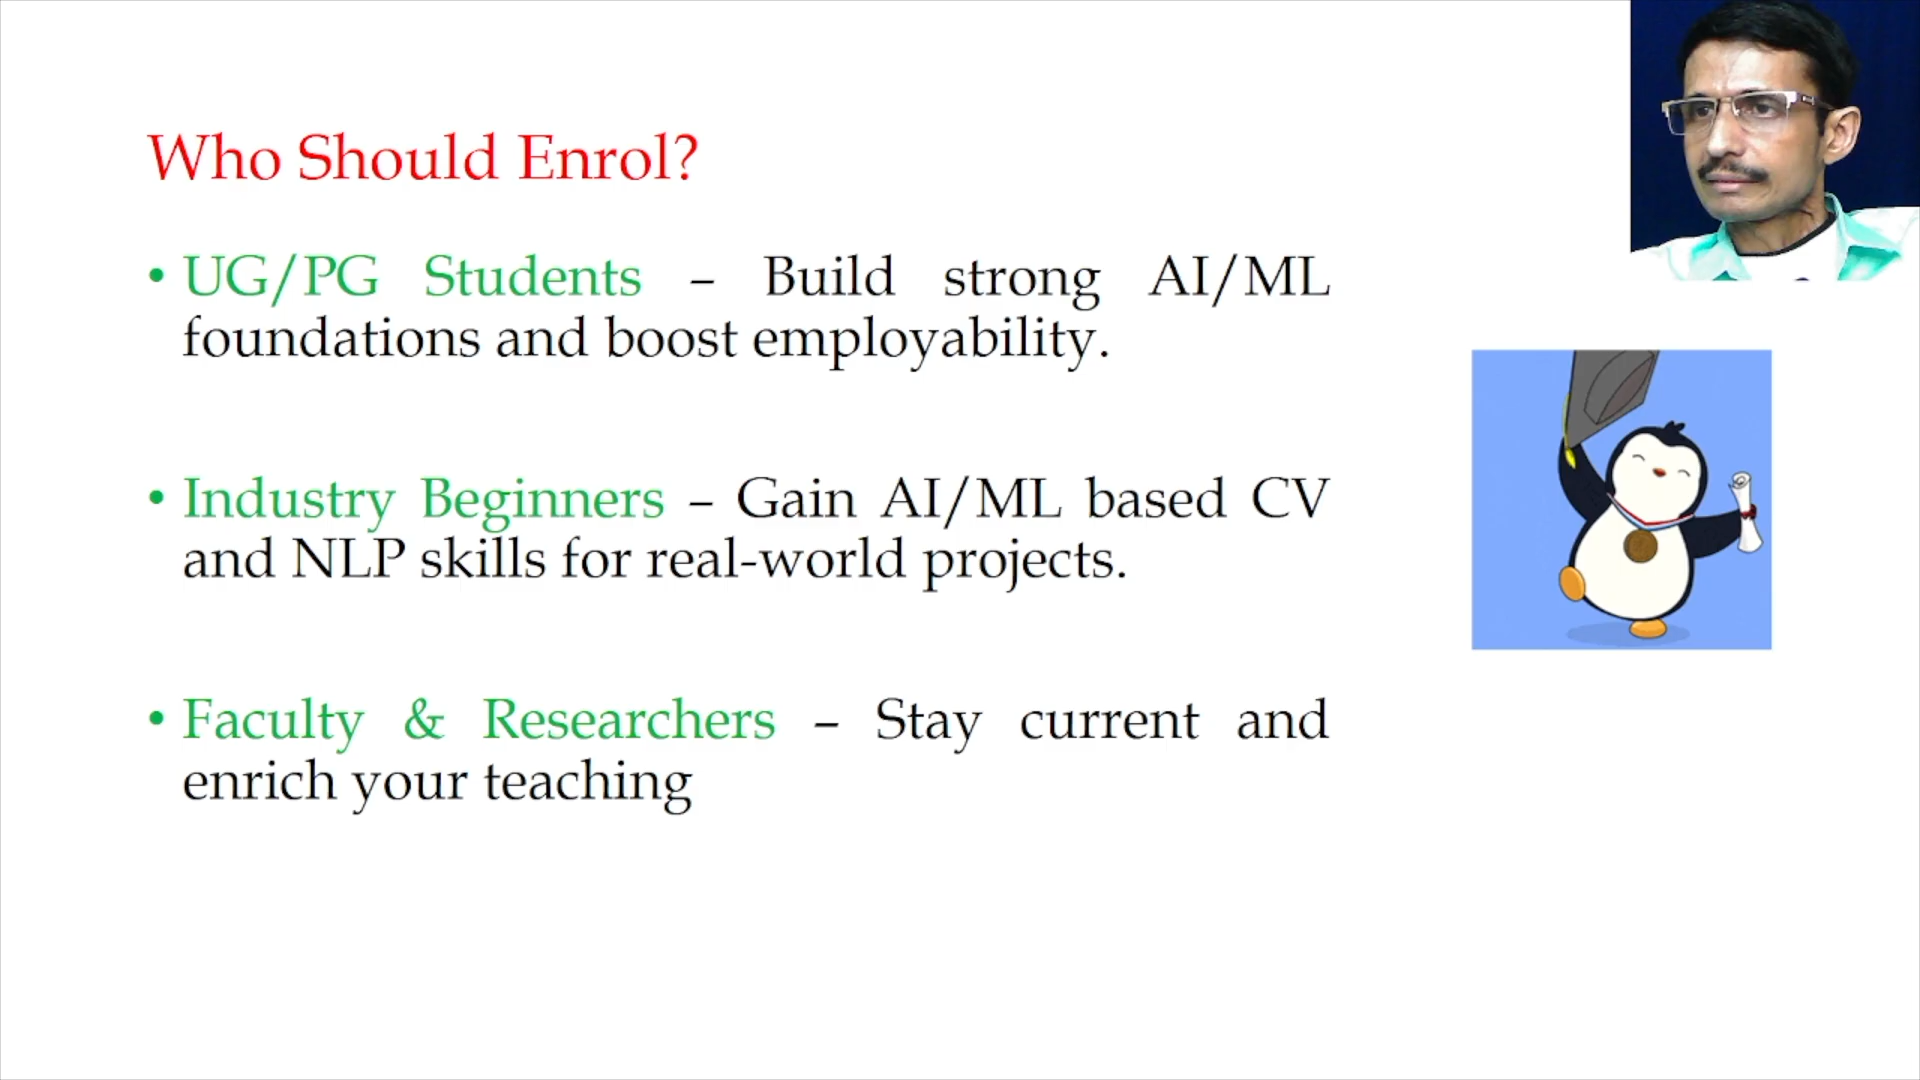 Who Should Enrol?
• UG/PG Students – Build strong AI/ML
foundations and boost employability.
• Industry Beginners – Gain AI/ML based CV
and NLP skills for real-world projects.
• Faculty & Researchers – Stay current and
enrich your teaching